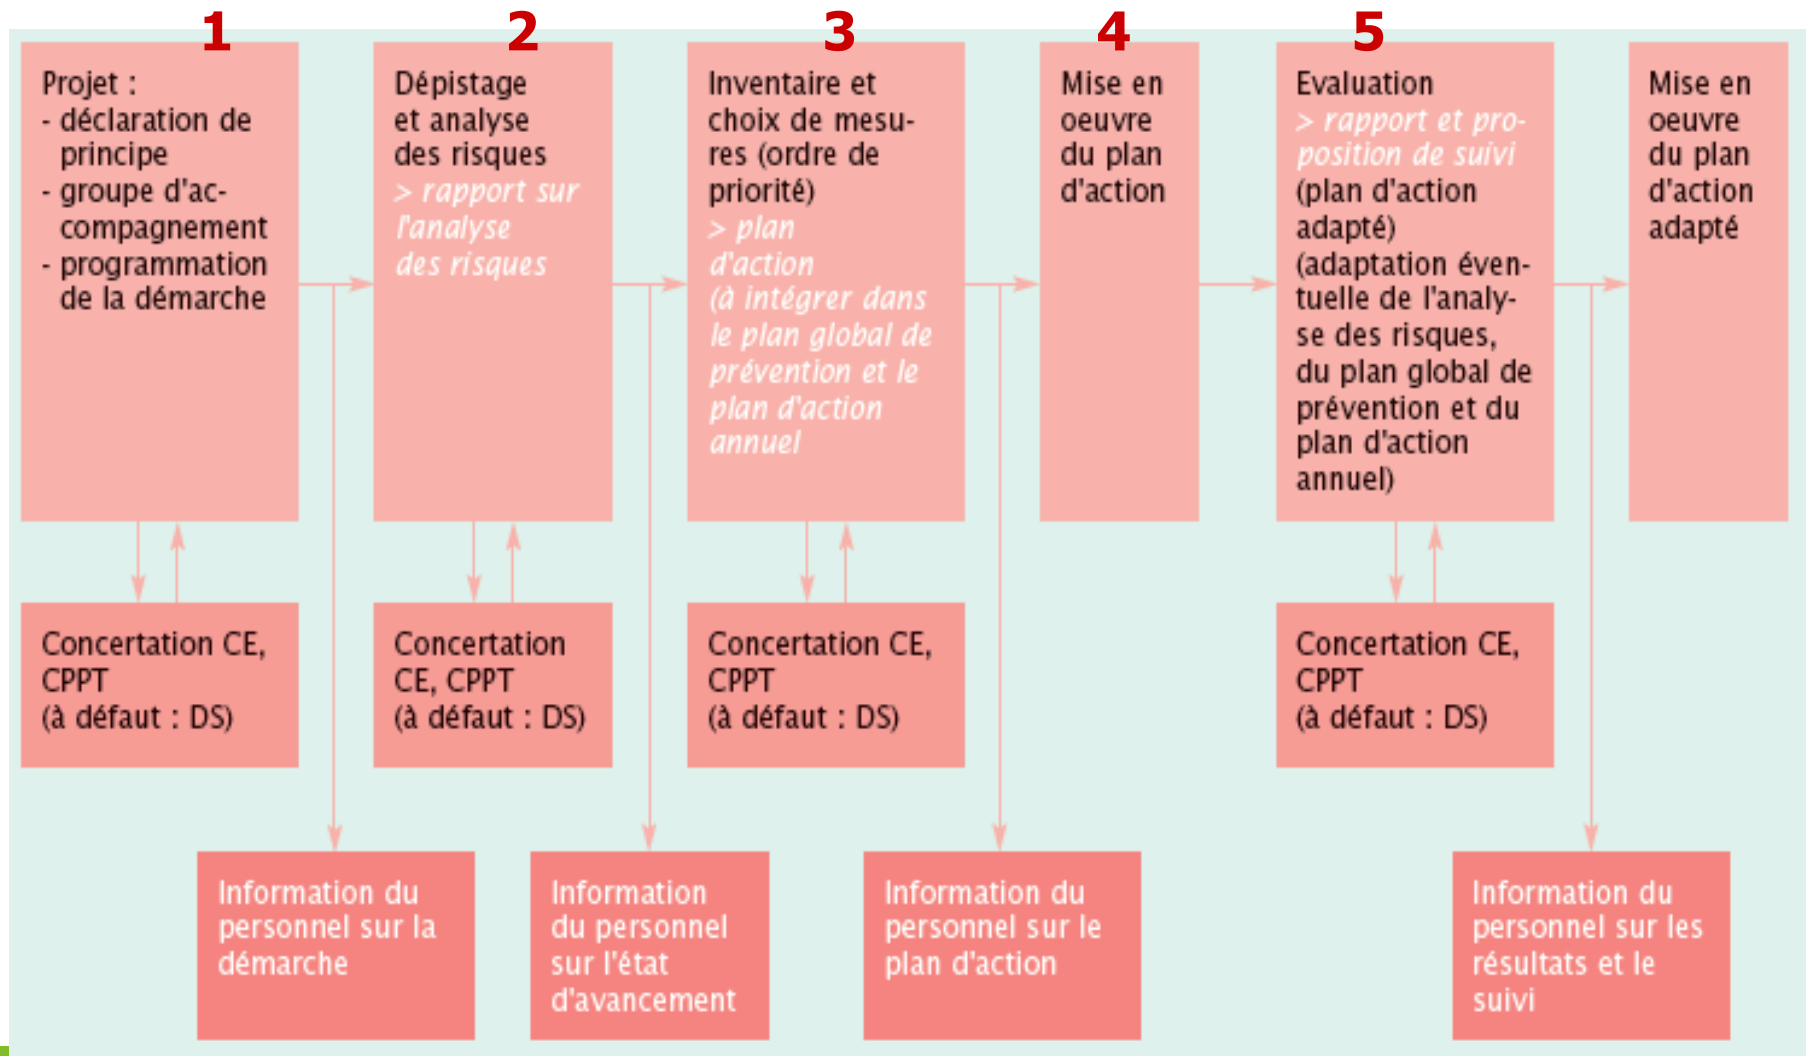 1
Projet :
- déclaration de
principe
- groupe d'ac-
compagnement
- programmation
de la démarche
2
Dépistage
et analyse
des risques
> rapport sur
l'analyse
des risques
3
Inventaire et
choix de mesu-
res (ordre de
priorité)
> plan
d'action
(à intégrer dans
le plan global de
prévention et le
plan d'action
annuel
4
Mise en
oeuvre
du plan
d'action
5
Evaluation
> rapport et pro-
position de suivi
(plan d'action
adapté)
(adaptation éven-
tuelle de l'analy-
se des risques,
du plan global de
prévention et du
plan d'action
annuel)
Mise en
oeuvre
du plan
d'action
adapté
Concertation CE,
CPPT
(à défaut : DS)
Concertation
CE, CPPT
(à défaut : DS)
Concertation CE,
CPPT
(à défaut : DS)
Concertation CE,
CPPT
(à défaut : DS)
Information du
personnel sur la
démarche
Information
du personnel
sur l'état
d'avancement
Information du
personnel sur le
plan d'action
Information du
personnel sur les
résultats et le
suivi